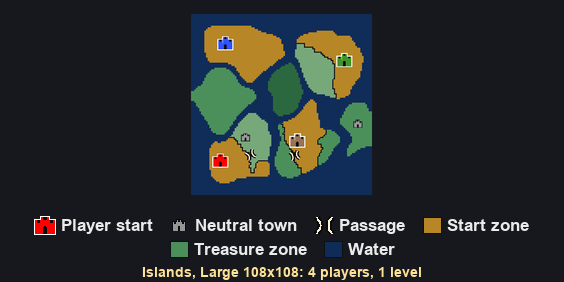 Player start Neutral town Passage Start zone
Treasure zone Water
Islands, Large 108x108: 4 players, 1 level